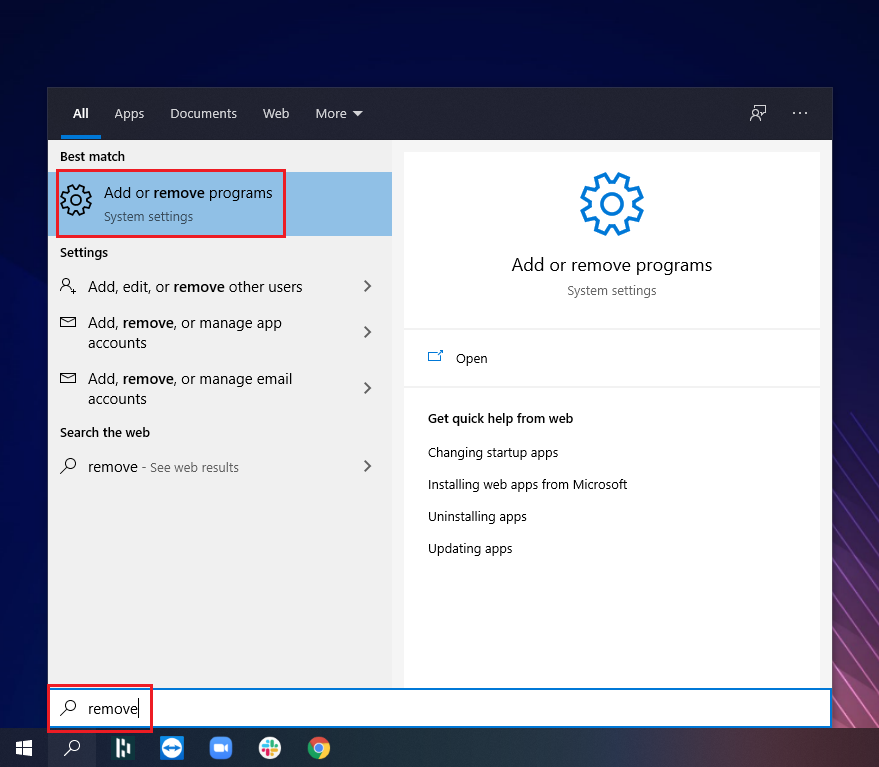 All Apps Documents Web More
Best match
Add or remove programs
System settings
Settings
Add, edit, or remove other users
Add, remove, or manage app
accounts
Add, remove, or manage email
accounts
Search the web
remove - See web results
Add or remove programs
System settings
Open
Get quick help from web
Changing startup apps
Installing web apps from Microsoft
Uninstalling apps
Updating apps
remove